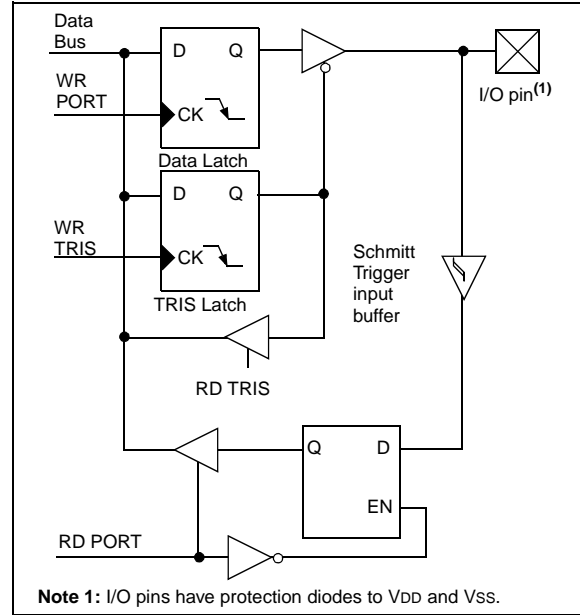 Data
Bus
D Q
I/O pin(1)
WR
PORT
CK
Data Latch
D Q
WR
TRIS
CK
TRIS Latch
Schmitt
Trigger
input
buffer
RD TRIS
Q D
EN
RD PORT
Note 1: I/O pins have protection diodes to VDD and VSS.